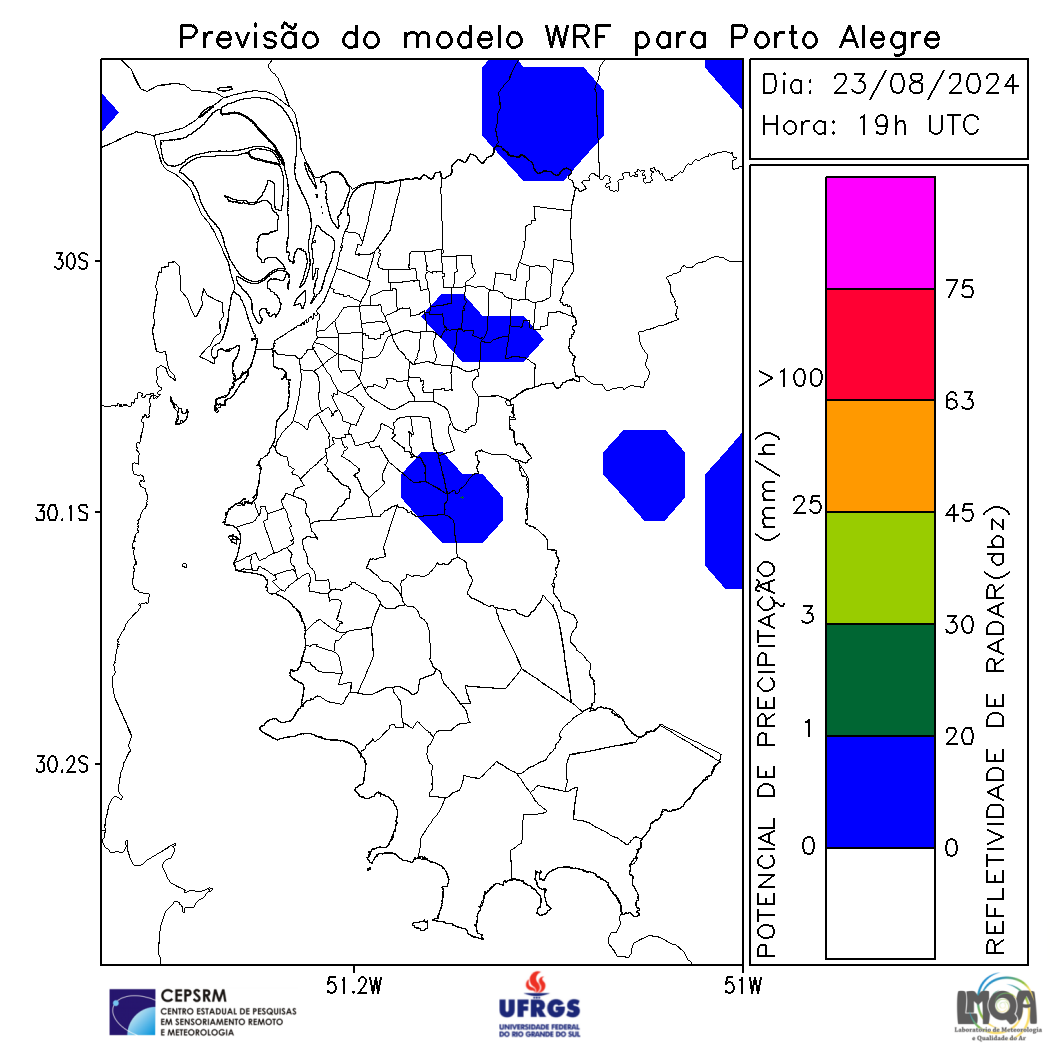 Previsão do modelo WRF para Porto Alegre
Dia: 23/08/2024
Hora: 19h UTC
30S
30.1S
30.2S
51.2W
51W
POTENCIAL DE PRECIPITAÇÃO (mm/h)
>100
25
3
1
0
75
63
45
30
20
0
REFLETIVIDADE DE RADAR(dbz)
CEPSRM
CENTRO ESTADUAL DE PESQUISAS
EM SENSORIAMENTO REMOTO
E METEOROLOGIA
UFRGS
UNIVERSIDADE FEDERAL
DO RIO GRANDE DO SUL
LMQA
Laboratório de Meteorologia
e Qualidade do Ar